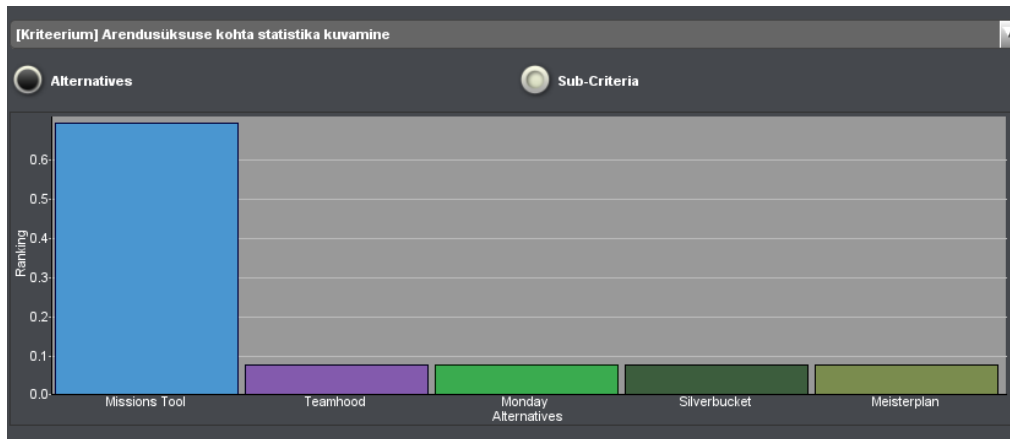 [Kriteerium] Arendusüksuse kohta statistika kuvamine
Alternatives
Sub-Criteria
Ranking
0.6
0.5
0.4
0.3
0.2
0.1
0.0
Missions Tool
Teamhood
Monday
Silverbucket
Meisterplan
Alternatives